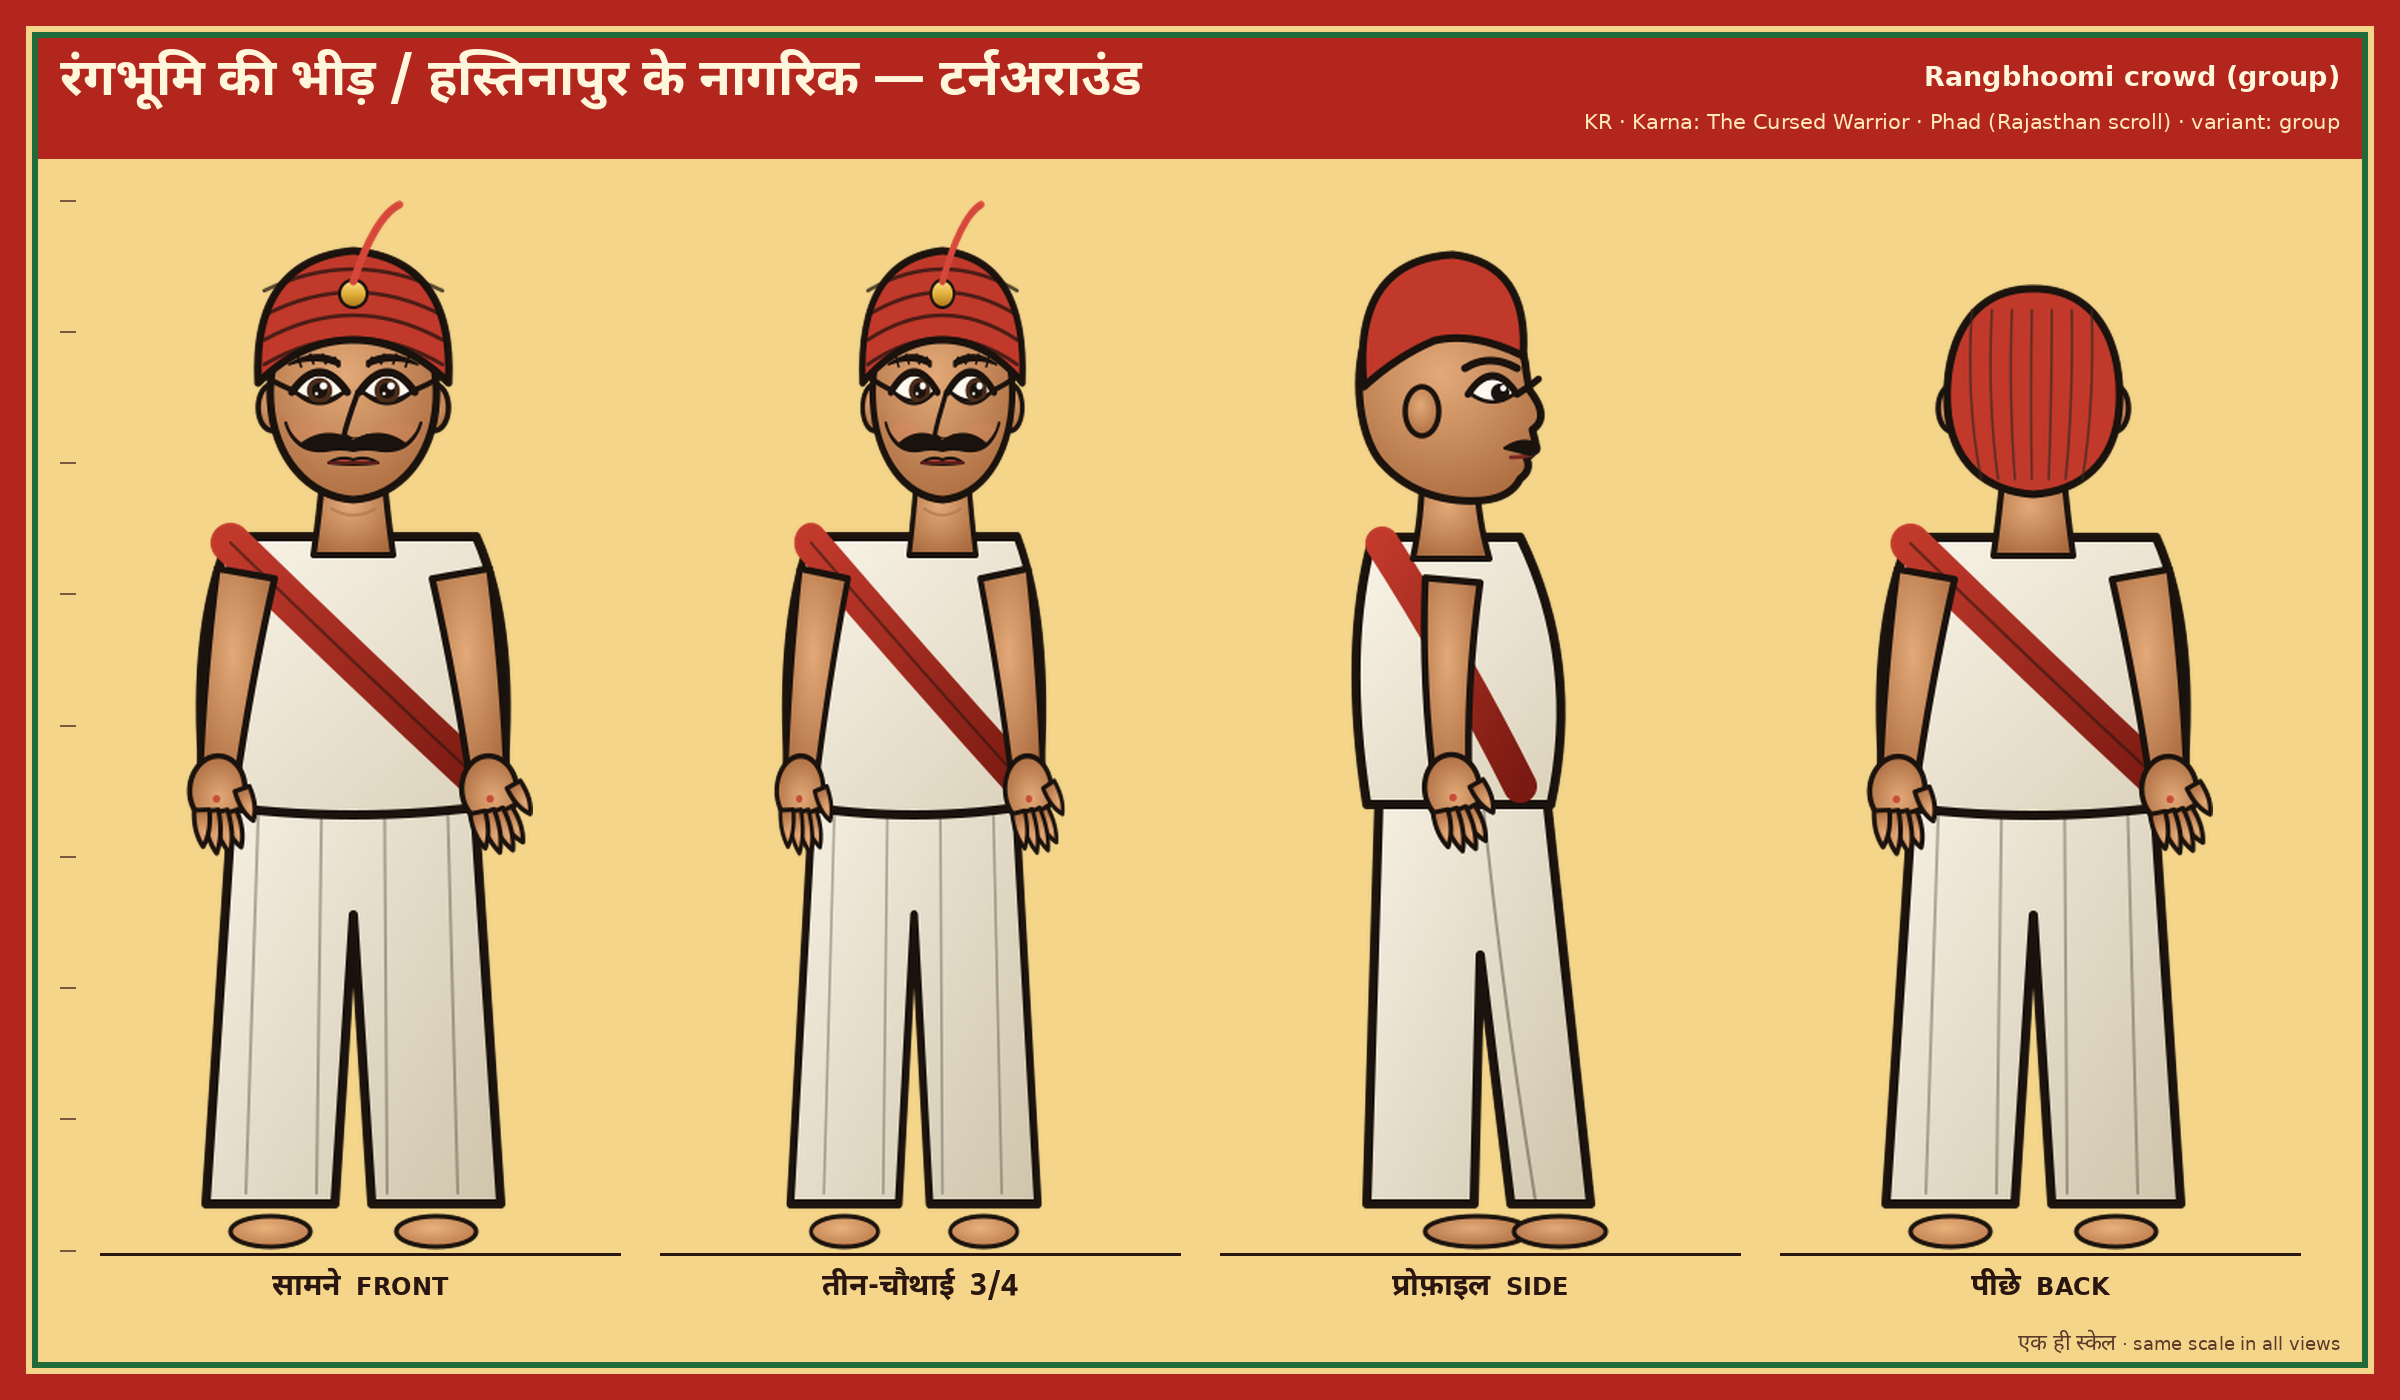 रंगभूमि की भीड़ / हस्तिनापुर के नागरिक — टर्नअराउंड
Rangbhoomi crowd (group)
KR · Karna: The Cursed Warrior · Phad (Rajasthan scroll) · variant: group
सामने FRONT
तीन-चौथाई 3/4
प्रोफ़ाइल SIDE
पीछे BACK
एक ही स्केल · same scale in all views